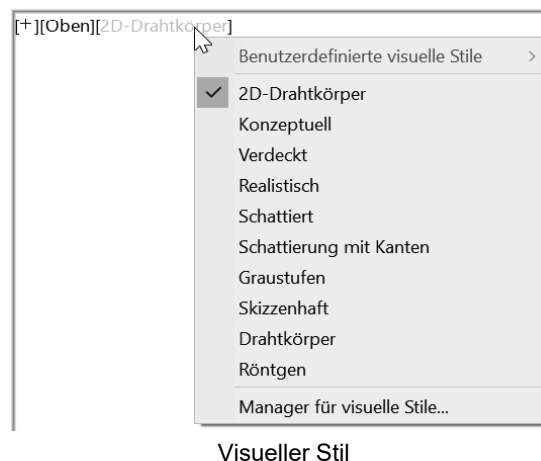 [+][Oben][2D-Drahtkörper]
Benutzerdefinierte visuelle Stile
2D-Drahtkörper
Konzeptuell
Verdeckt
Realistisch
Schattiert
Schattierung mit Kanten
Graustufen
Skizzenhaft
Drahtkörper
Röntgen
Manager für visuelle Stile...
Visueller Stil